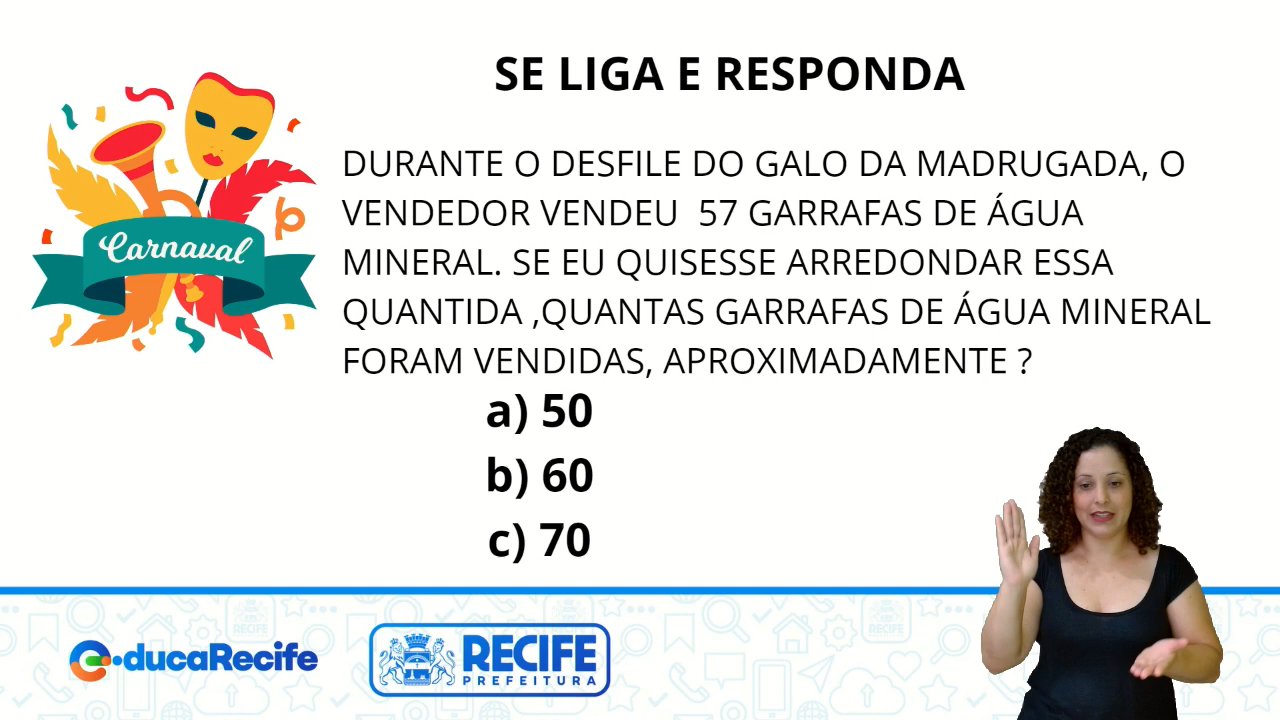 SE LIGA E RESPONDA
Carnaval
DURANTE O DESFILE DO GALO DA MADRUGADA, O
VENDEDOR VENDEU 57 GARRAFAS DE ÁGUA
MINERAL. SE EU QUISESSE ARREDONDAR ESSA
QUANTIDA ,QUANTAS GARRAFAS DE ÁGUA MINERAL
FORAM VENDIDAS, APROXIMADAMENTE ?
a) 50
b) 60
c) 70
educaRecife
RECIFE
PREFEITURA